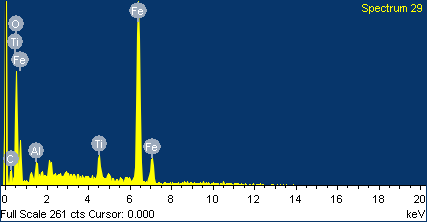 Spectrum 29
Fe
O
Ti
Fe
C
Al
Ti
Fe
0 2 4 6 8 10 12 14 16 18 20
Full Scale 261 cts Cursor: 0.000 keV